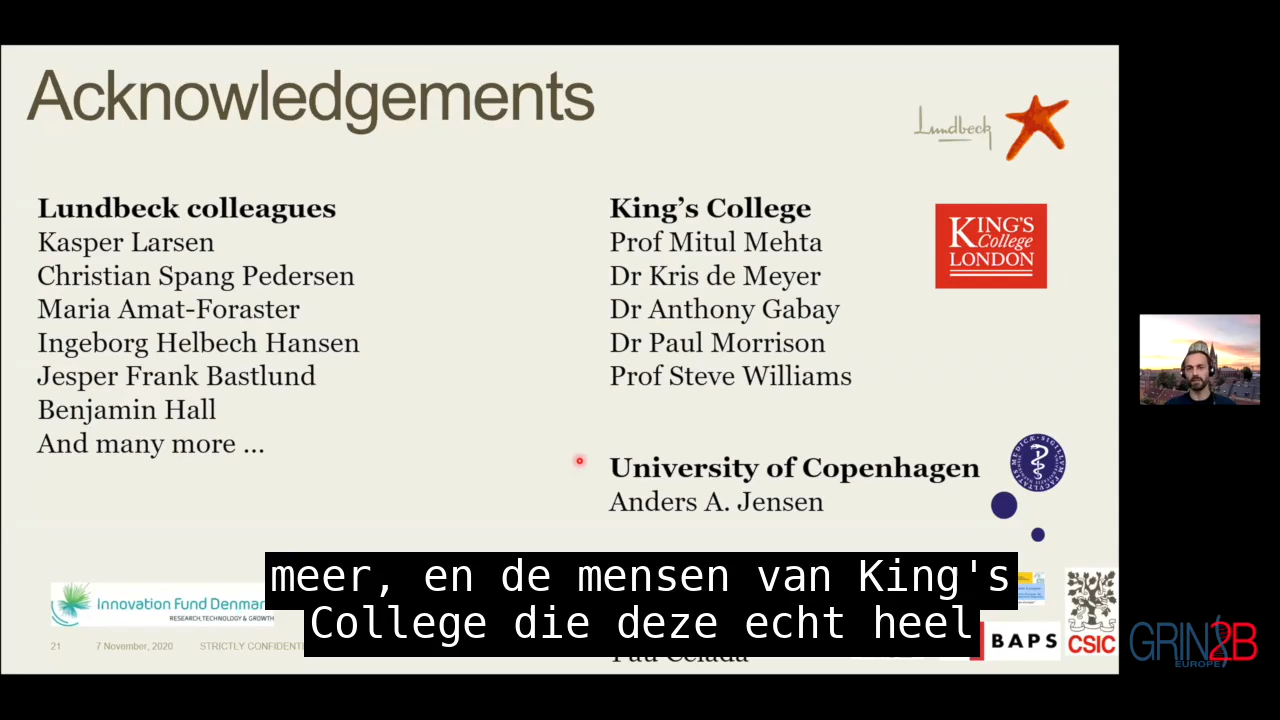 Acknowledgements
Lundbeck
Lundbeck colleagues
Kasper Larsen
Christian Spang Pedersen
Maria Amat-Foraster
Ingeborg Helbech Hansen
Jesper Frank Bastlund
Benjamin Hall
And many more ...
King's College
Prof Mitul Mehta
Dr Kris de Meyer
Dr Anthony Gabay
Dr Paul Morrison
Prof Steve Williams
KING'S
College
LONDON
University of Copenhagen
Anders A. Jensen
meer, en de mensen van King's
College die deze echt heel
Innovation Fund Denmar
RESEARCH, TECHNOLOGY & GROWTH
21 7 November, 2020 STRICTLY CONFIDENTI
Pau Celada
BAPS
CSIC
GRIN2B
EUROPE